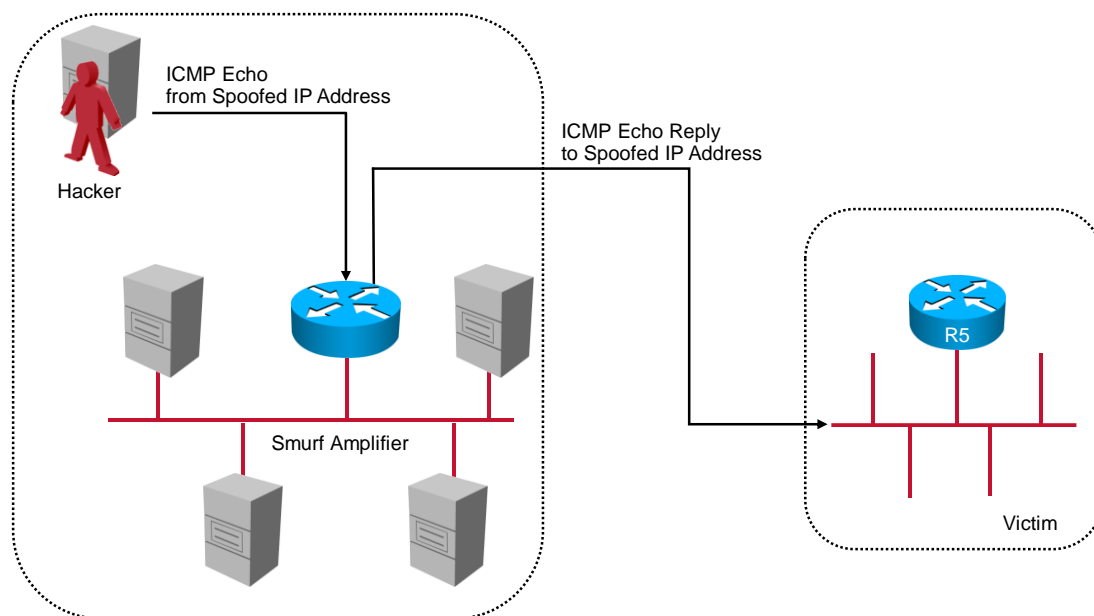 ICMP Echo
from Spoofed IP Address
ICMP Echo Reply
to Spoofed IP Address
Hacker
R5
Smurf Amplifier
Victim